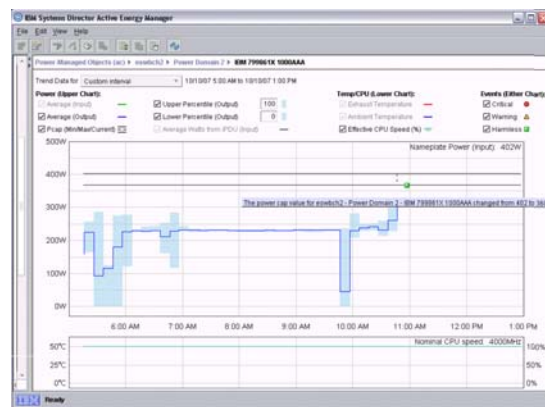 IBM Systems Director Active Energy Manager
File Edit View Help
Power Managed Objects (ac) ▸ eswbch2 ▸ Power Domain 2 ▸ IBM 799861X 1000AAA
Trend Data for Custom interval 10/10/07 5:00 AM to 10/10/07 1:00 PM
Power (Upper Chart): Temp/CPU (Lower Chart): Events (Either Chart)
Average (Input) Upper Percentile (Output) 100 Exhaust Temperature Critical
Average (Output) Lower Percentile (Output) 0 Ambient Temperature Warning
Pcap (Min/Max/Current) Average Watts from iPDU (Input) Effective CPU Speed (%) Harmless
500W Nameplate Power (Input): 402W
400W
The power cap value for eswbch2 - Power Domain 2 - IBM 799861X 1000AAA changed from 402 to 36
300W
200W
100W
0W
6:00 AM 7:00 AM 8:00 AM 9:00 AM 10:00 AM 11:00 AM 12:00 PM 1:00 PM
50°C Nominal CPU speed: 4000MHz 100%
25°C 50%
0°C 0%
Ready